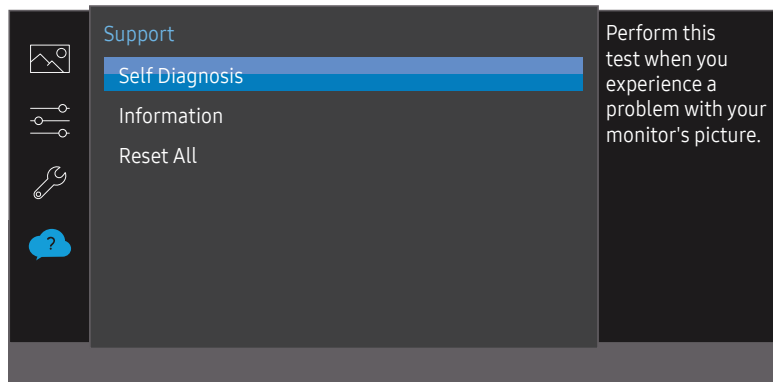 Support
Self Diagnosis
Information
Reset All
Perform this
test when you
experience a
problem with your
monitor's picture.
?